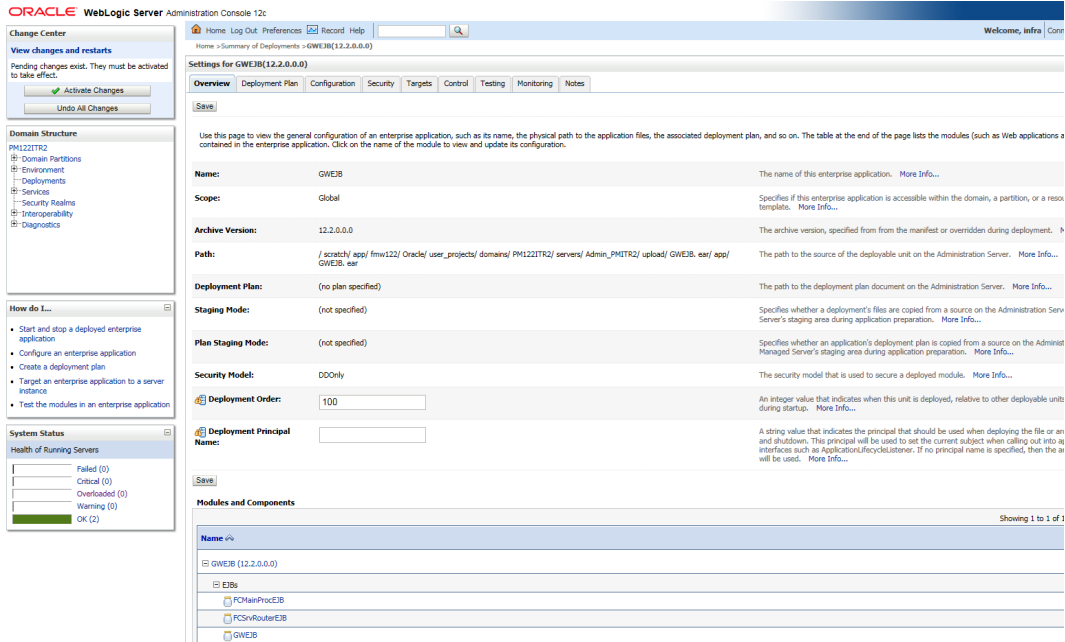 ORACLE WebLogic Server Administration Console 12c
Change Center
View changes and restarts
Pending changes exist. They must be activated
to take effect.
Activate Changes
Undo All Changes
Domain Structure
PM122ITR2
Domain Partitions
Environment
Deployments
Services
Security Realms
Interoperability
Diagnostics
How do I...
Start and stop a deployed enterprise
application
Configure an enterprise application
Create a deployment plan
Target an enterprise application to a server
instance
Test the modules in an enterprise application
System Status
Health of Running Servers
Failed (0)
Critical (0)
Overloaded (0)
Warning (0)
OK (2)
Home Log Out Preferences Record Help
Welcome, infra Conn
Home >Summary of Deployments >GWEJB(12.2.0.0.0)
Settings for GWEJB(12.2.0.0.0)
Overview Deployment Plan Configuration Security Targets Control Testing Monitoring Notes
Save
Use this page to view the general configuration of an enterprise application, such as its name, the physical path to the application files, the associated deployment plan, and so on. The table at the end of the page lists the modules (such as Web applications a
contained in the enterprise application. Click on the name of the module to view and update its configuration.
Name: GWEJB The name of this enterprise application. More Info...
Scope: Global Specifies if this enterprise application is accessible within the domain, a partition, or a resou
template. More Info...
Archive Version: 12.2.0.0.0 The archive version, specified from from the manifest or overridden during deployment. M
Path: / scratch/ app/ fmw122/ Oracle/ user_projects/ domains/ PM122ITR2/ servers/ Admin_PMITR2/ upload/ GWEJB. ear/ app/ The path to the source of the deployable unit on the Administration Server. More Info...
GWEJB. ear
Deployment Plan: (no plan specified) The path to the deployment plan document on the Administration Server. More Info...
Staging Mode: (not specified) Specifies whether a deployment's files are copied from a source on the Administration Serv
Server's staging area during application preparation. More Info...
Plan Staging Mode: (not specified) Specifies whether an application's deployment plan is copied from a source on the Administ
Managed Server's staging area during application preparation. More Info...
Security Model: DDOnly The security model that is used to secure a deployed module. More Info...
Deployment Order: 100 An integer value that indicates when this unit is deployed, relative to other deployable units
during startup. More Info...
Deployment Principal A string value that indicates the principal that should be used when deploying the file or arc
Name: and shutdown. This principal will be used to set the current subject when calling out into ap
interfaces such as ApplicationLifecycleListener. If no principal name is specified, then the an
will be used. More Info...
Save
Modules and Components
Showing 1 to 1 of 1
Name
GWEJB (12.2.0.0.0)
EJBs
FCMainProcEJB
FCSrvRouterEJB
GWEJB